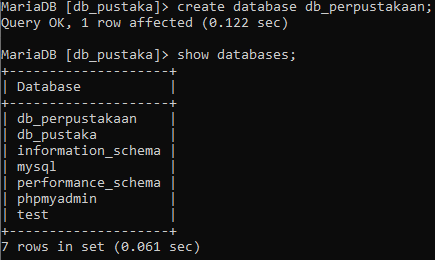 MariaDB [db_pustaka]> create database db_perpustakaan;
Query OK, 1 row affected (0.122 sec)
MariaDB [db_pustaka]> show databases;
+--------------------+
| Database           |
+--------------------+
| db_perpustakaan    |
| db_pustaka         |
| information_schema |
| mysql              |
| performance_schema |
| phpmyadmin         |
| test               |
+--------------------+
7 rows in set (0.061 sec)